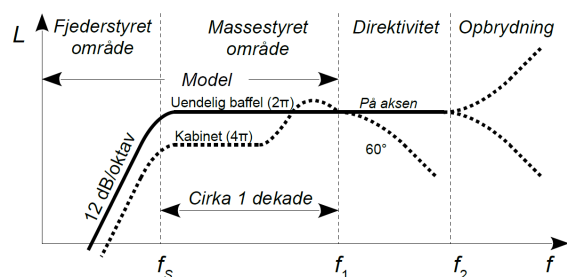 L
Fjederstyret
område
Massestyret
område
Direktivitet
Opbrydning
Model
Uendelig baffel (2π)
På aksen
Kabinet (4π)
60°
12 dB/oktav
Cirka 1 dekade
fS
f1
f2
f